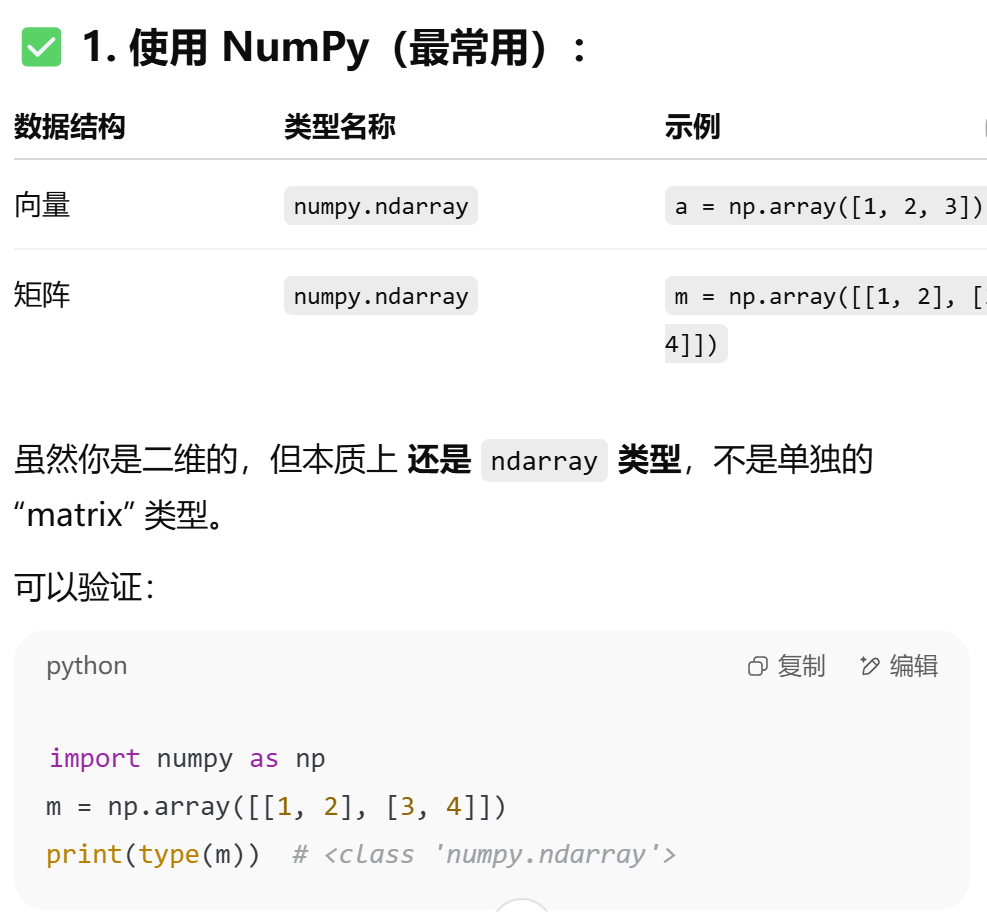 ✅ 1. 使用 NumPy（最常用）:
数据结构 类型名称 示例
向量 numpy.ndarray a = np.array([1, 2, 3])
矩阵 numpy.ndarray m = np.array([[1, 2], [
4]])
虽然你是二维的，但本质上 还是 ndarray 类型，不是单独的
“matrix” 类型。
可以验证：
python 复制 编辑
import numpy as np
m = np.array([[1, 2], [3, 4]])
print(type(m))  # <class 'numpy.ndarray'>